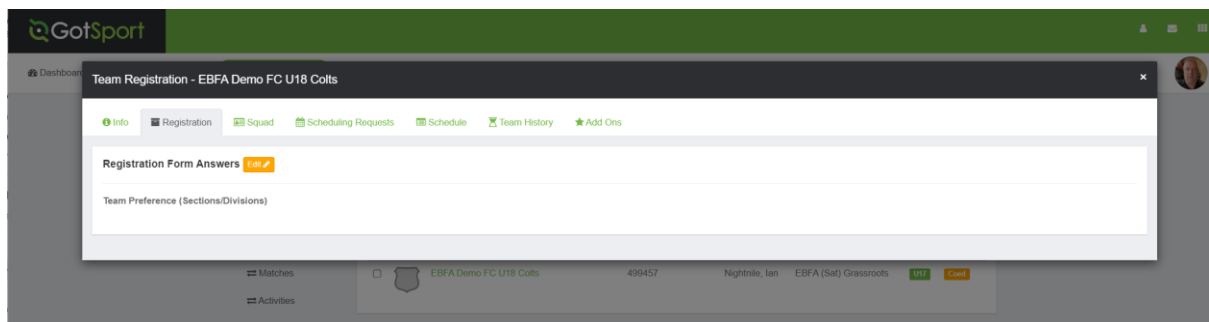 GotSport
Dashboar
Team Registration - EBFA Demo FC U18 Colts ×
Info Registration Squad Scheduling Requests Schedule Team History Add Ons
Registration Form Answers Edit
Team Preference (Sections/Divisions)
Matches EBFA Demo FC U18 Colts 499457 Nightnile, Ian EBFA (Sat) Grassroots U17 Coed
Activities